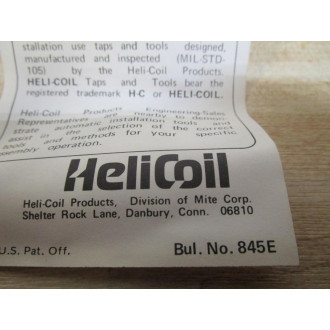 stallation use taps and tools designed,
manufactured and inspected (MIL-STD-
105) by the Heli-Coil Products.
HELI-COIL Taps and Tools bear the
registered trademark H-C or HELI-COIL.
Heli-Coil Products Engineering-Sales
Representatives are nearby to demon-
strate automatic installation tools and
assist in the selection of the correct
tools and methods for your specific
assembly operation.
HeliCoil
Heli-Coil Products, Division of Mite Corp.
Shelter Rock Lane, Danbury, Conn. 06810
U.S. Pat. Off.
Bul. No. 845E